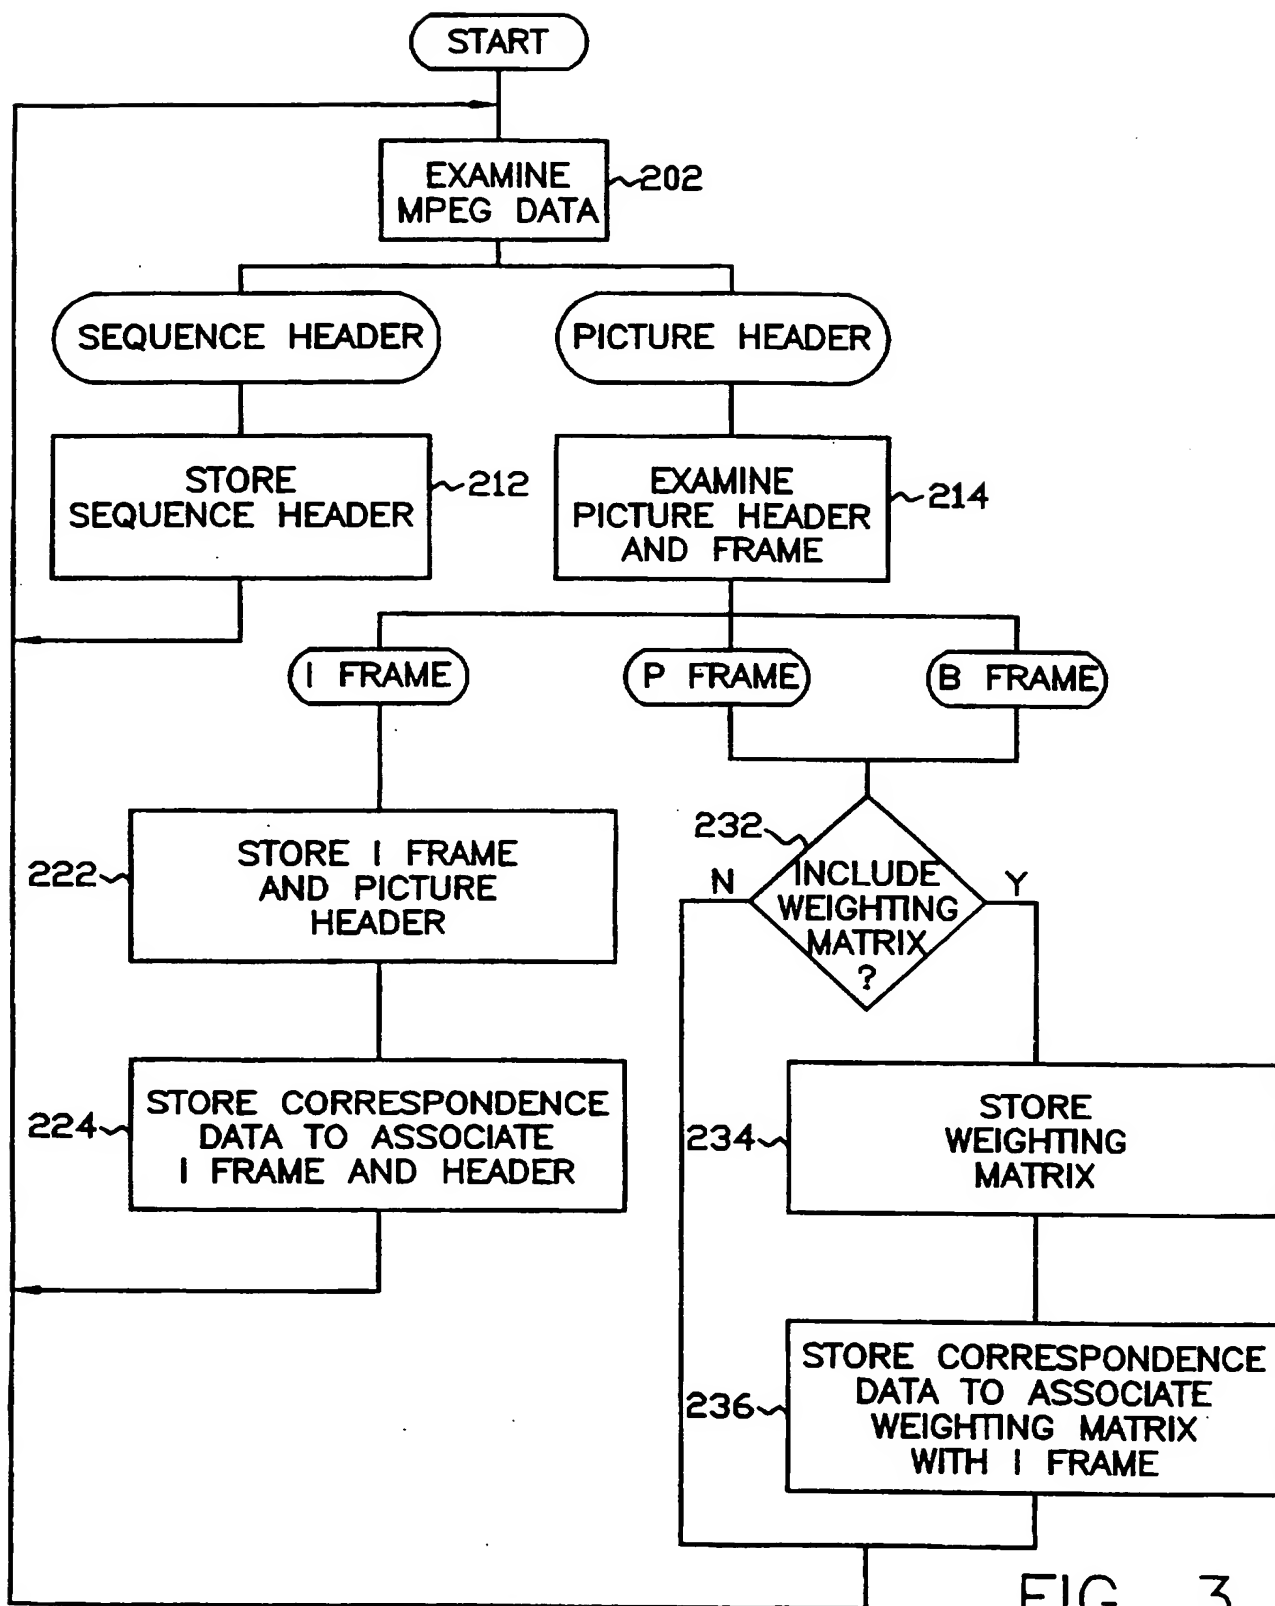 START
EXAMINE
MPEG DATA
202
SEQUENCE HEADER
PICTURE HEADER
STORE
SEQUENCE HEADER
212
EXAMINE
PICTURE HEADER
AND FRAME
214
I FRAME
P FRAME
B FRAME
232
N
INCLUDE
WEIGHTING
MATRIX
?
Y
222
STORE I FRAME
AND PICTURE
HEADER
224
STORE CORRESPONDENCE
DATA TO ASSOCIATE
I FRAME AND HEADER
234
STORE
WEIGHTING
MATRIX
236
STORE CORRESPONDENCE
DATA TO ASSOCIATE
WEIGHTING MATRIX
WITH I FRAME
FIG. 3